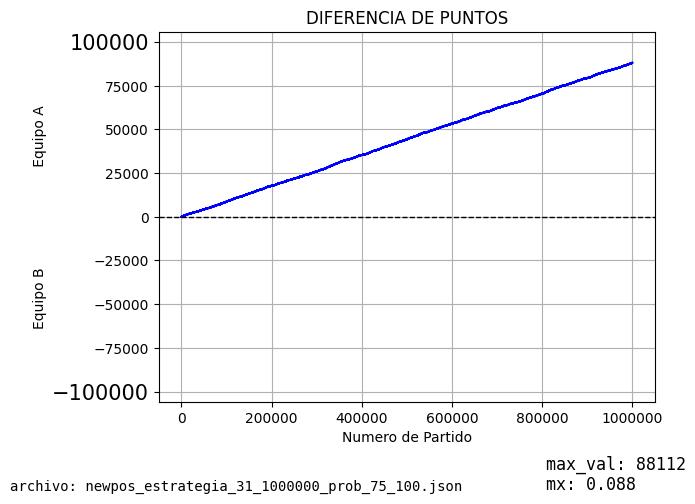 DIFERENCIA DE PUNTOS
100000
75000
50000
25000
0
−25000
−50000
−75000
−100000
Equipo A
Equipo B
0 200000 400000 600000 800000 1000000
Numero de Partido
max_val: 88112
mx: 0.088
archivo: newpos_estrategia_31_1000000_prob_75_100.json